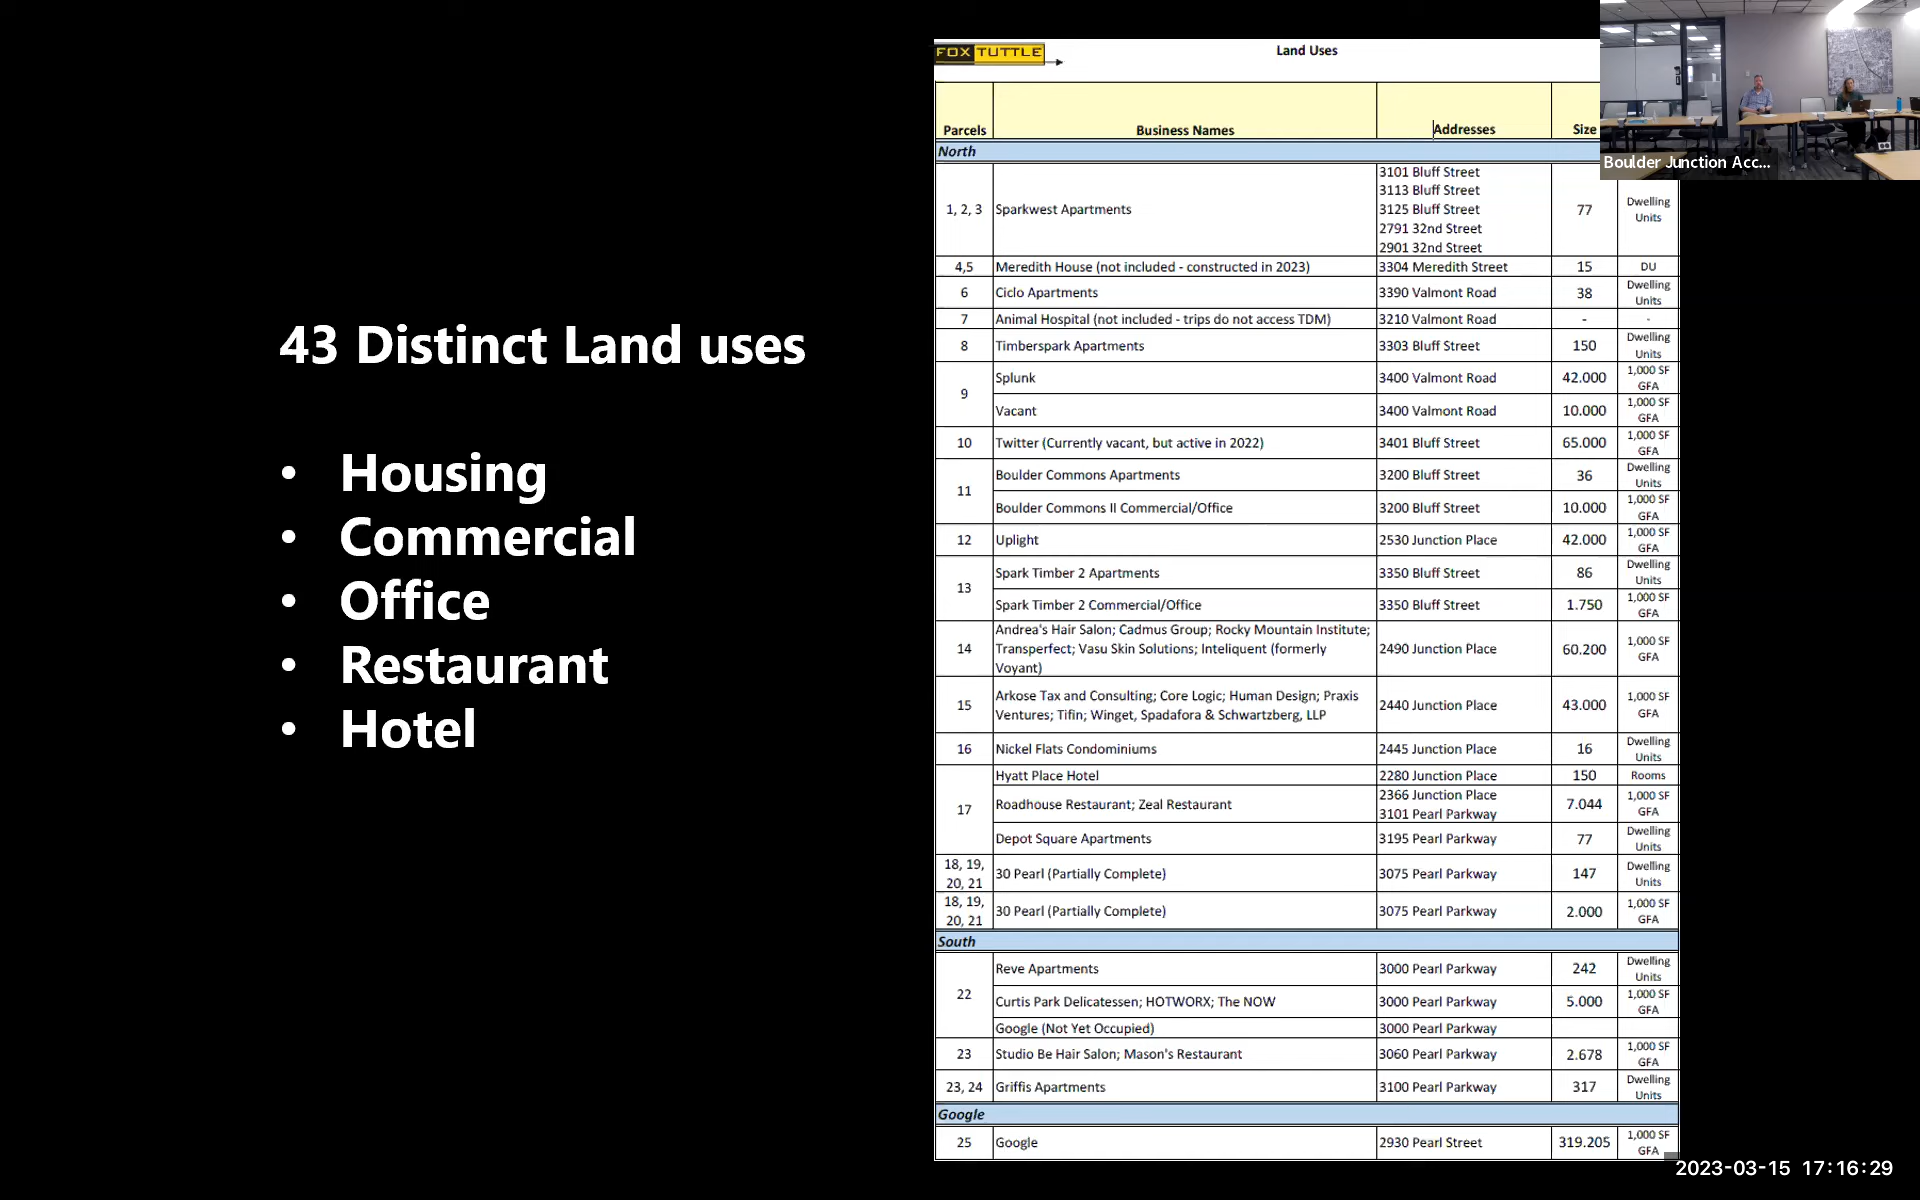 43 Distinct Land uses
• Housing
• Commercial
• Office
• Restaurant
• Hotel
FOX TUTTLE
Land Uses
Parcels Business Names Addresses Size
North
1, 2, 3 Sparkwest Apartments 3101 Bluff Street 77 Dwelling Units
3113 Bluff Street
3125 Bluff Street
2791 32nd Street
2901 32nd Street
4,5 Meredith House (not included - constructed in 2023) 3304 Meredith Street 15 DU
6 Ciclo Apartments 3390 Valmont Road 38 Dwelling Units
7 Animal Hospital (not included - trips do not access TDM) 3210 Valmont Road - -
8 Timberspark Apartments 3303 Bluff Street 150 Dwelling Units
9 Splunk 3400 Valmont Road 42.000 1,000 SF GFA
Vacant 3400 Valmont Road 10.000 1,000 SF GFA
10 Twitter (Currently vacant, but active in 2022) 3401 Bluff Street 65.000 1,000 SF GFA
11 Boulder Commons Apartments 3200 Bluff Street 36 Dwelling Units
Boulder Commons II Commercial/Office 3200 Bluff Street 10.000 1,000 SF GFA
12 Uplight 2530 Junction Place 42.000 1,000 SF GFA
13 Spark Timber 2 Apartments 3350 Bluff Street 86 Dwelling Units
Spark Timber 2 Commercial/Office 3350 Bluff Street 1.750 1,000 SF GFA
14 Andrea's Hair Salon; Cadmus Group; Rocky Mountain Institute;
Transperfect; Vasu Skin Solutions; Inteliquent (formerly
Voyant) 2490 Junction Place 60.200 1,000 SF GFA
15 Arkose Tax and Consulting; Core Logic; Human Design; Praxis
Ventures; Tifin; Winget, Spadafora & Schwartzberg, LLP 2440 Junction Place 43.000 1,000 SF GFA
16 Nickel Flats Condominiums 2445 Junction Place 16 Dwelling Units
17 Hyatt Place Hotel 2280 Junction Place 150 Rooms
Roadhouse Restaurant; Zeal Restaurant 2366 Junction Place 7.044 1,000 SF GFA
3101 Pearl Parkway
Depot Square Apartments 3195 Pearl Parkway 77 Dwelling Units
18, 19, 20, 21 30 Pearl (Partially Complete) 3075 Pearl Parkway 147 Dwelling Units
18, 19, 20, 21 30 Pearl (Partially Complete) 3075 Pearl Parkway 2.000 1,000 SF GFA
South
22 Reve Apartments 3000 Pearl Parkway 242 Dwelling Units
Curtis Park Delicatessen; HOTWORX; The NOW 3000 Pearl Parkway 5.000 1,000 SF GFA
Google (Not Yet Occupied) 3000 Pearl Parkway
23 Studio Be Hair Salon; Mason's Restaurant 3060 Pearl Parkway 2.678 1,000 SF GFA
23, 24 Griffis Apartments 3100 Pearl Parkway 317 Dwelling Units
Google
25 Google 2930 Pearl Street 319.205 1,000 SF GFA
Boulder Junction Acc...
2023-03-15 17:16:29